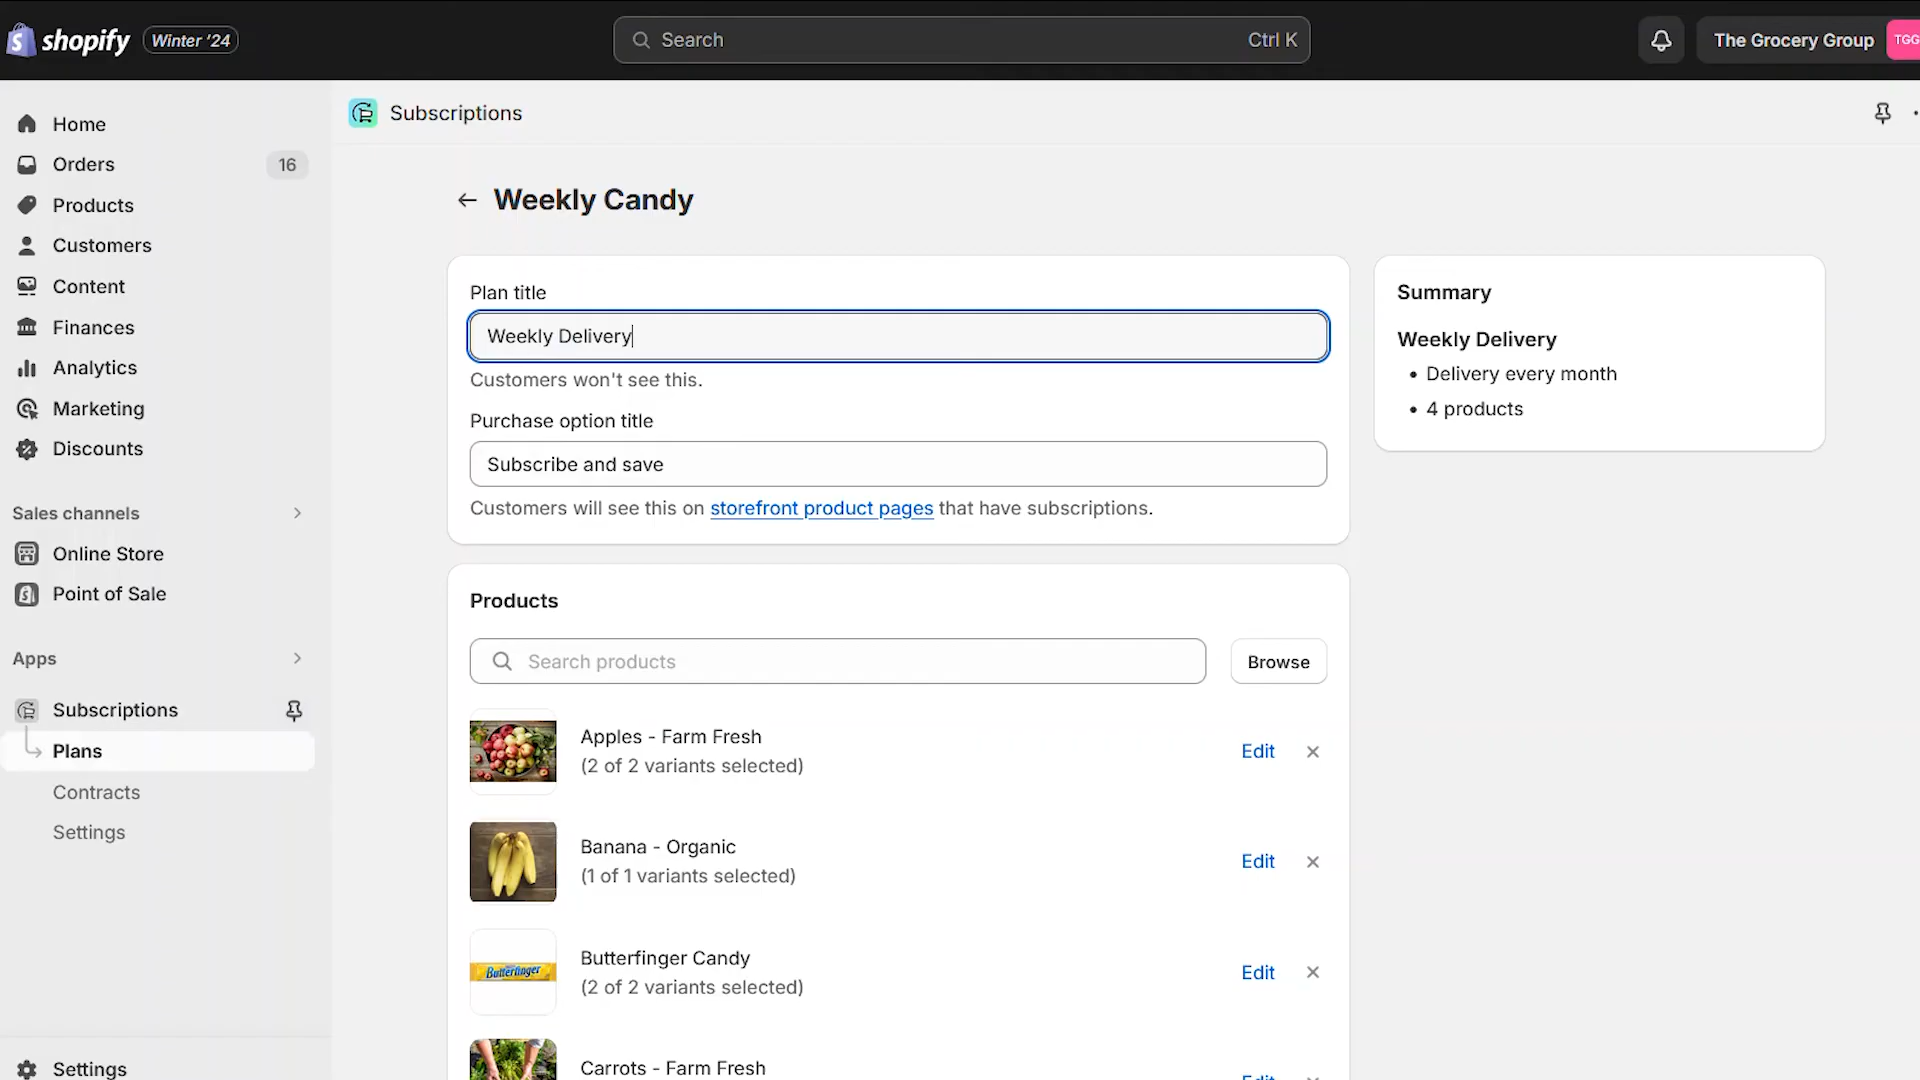 shopify
Winter '24
Search
Ctrl K
The Grocery Group
TGG
Home
Orders
16
Products
Customers
Content
Finances
Analytics
Marketing
Discounts
Sales channels
Online Store
Point of Sale
Apps
Subscriptions
Plans
Contracts
Settings
Settings
Subscriptions
Weekly Candy
Plan title
Weekly Delivery
Customers won't see this.
Purchase option title
Subscribe and save
Customers will see this on storefront product pages that have subscriptions.
Products
Search products
Browse
Apples - Farm Fresh
(2 of 2 variants selected)
Edit
Banana - Organic
(1 of 1 variants selected)
Edit
Butterfinger
Butterfinger Candy
(2 of 2 variants selected)
Edit
Carrots - Farm Fresh
Edit
Summary
Weekly Delivery
• Delivery every month
• 4 products